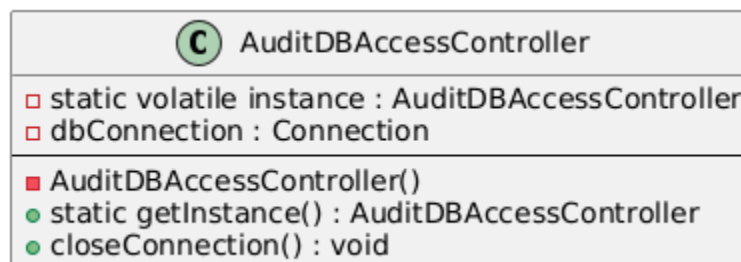 C AuditDBAccessController
static volatile instance : AuditDBAccessController
dbConnection : Connection
AuditDBAccessController()
static getInstance() : AuditDBAccessController
closeConnection() : void